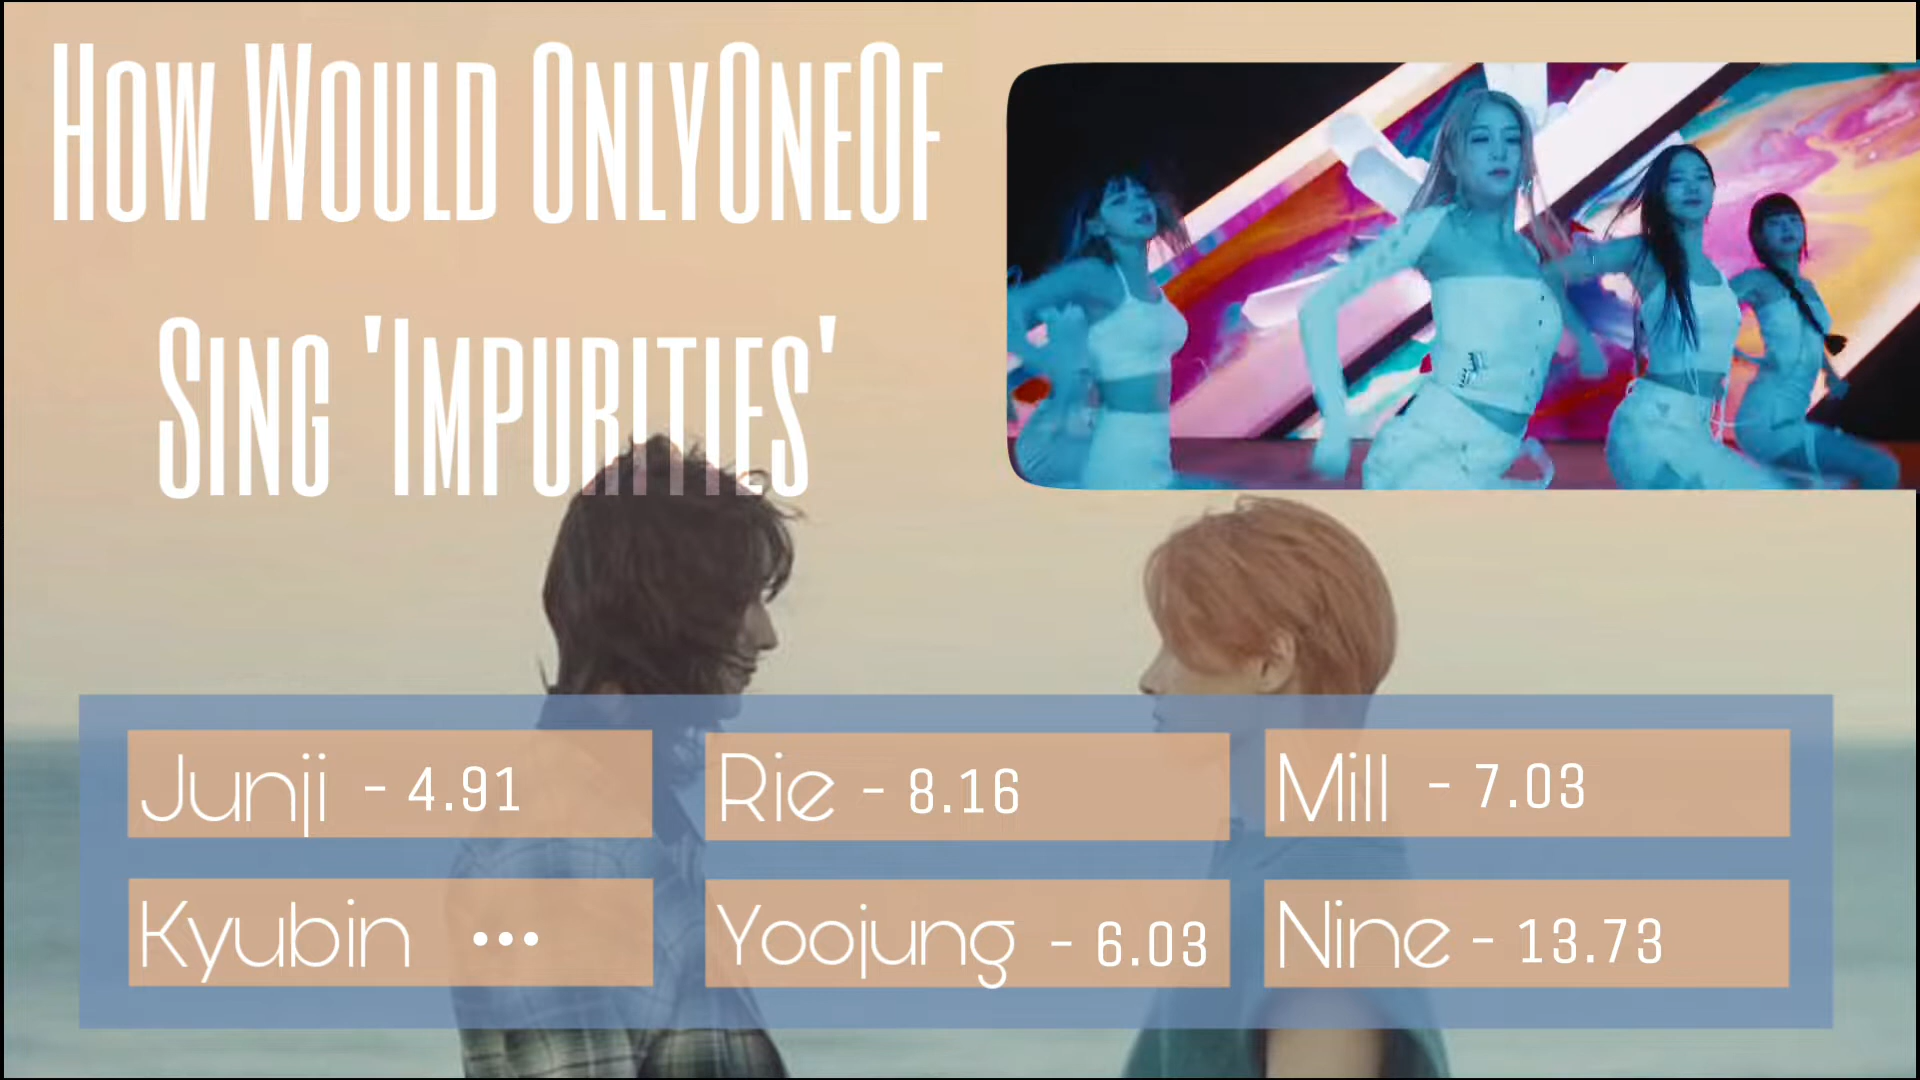 How Would OnlyOneOf
Sing 'Impurities'
Junji - 4.91
Rie - 8.16
Mill - 7.03
Kyubin ...
Yoojung - 6.03
Nine - 13.73